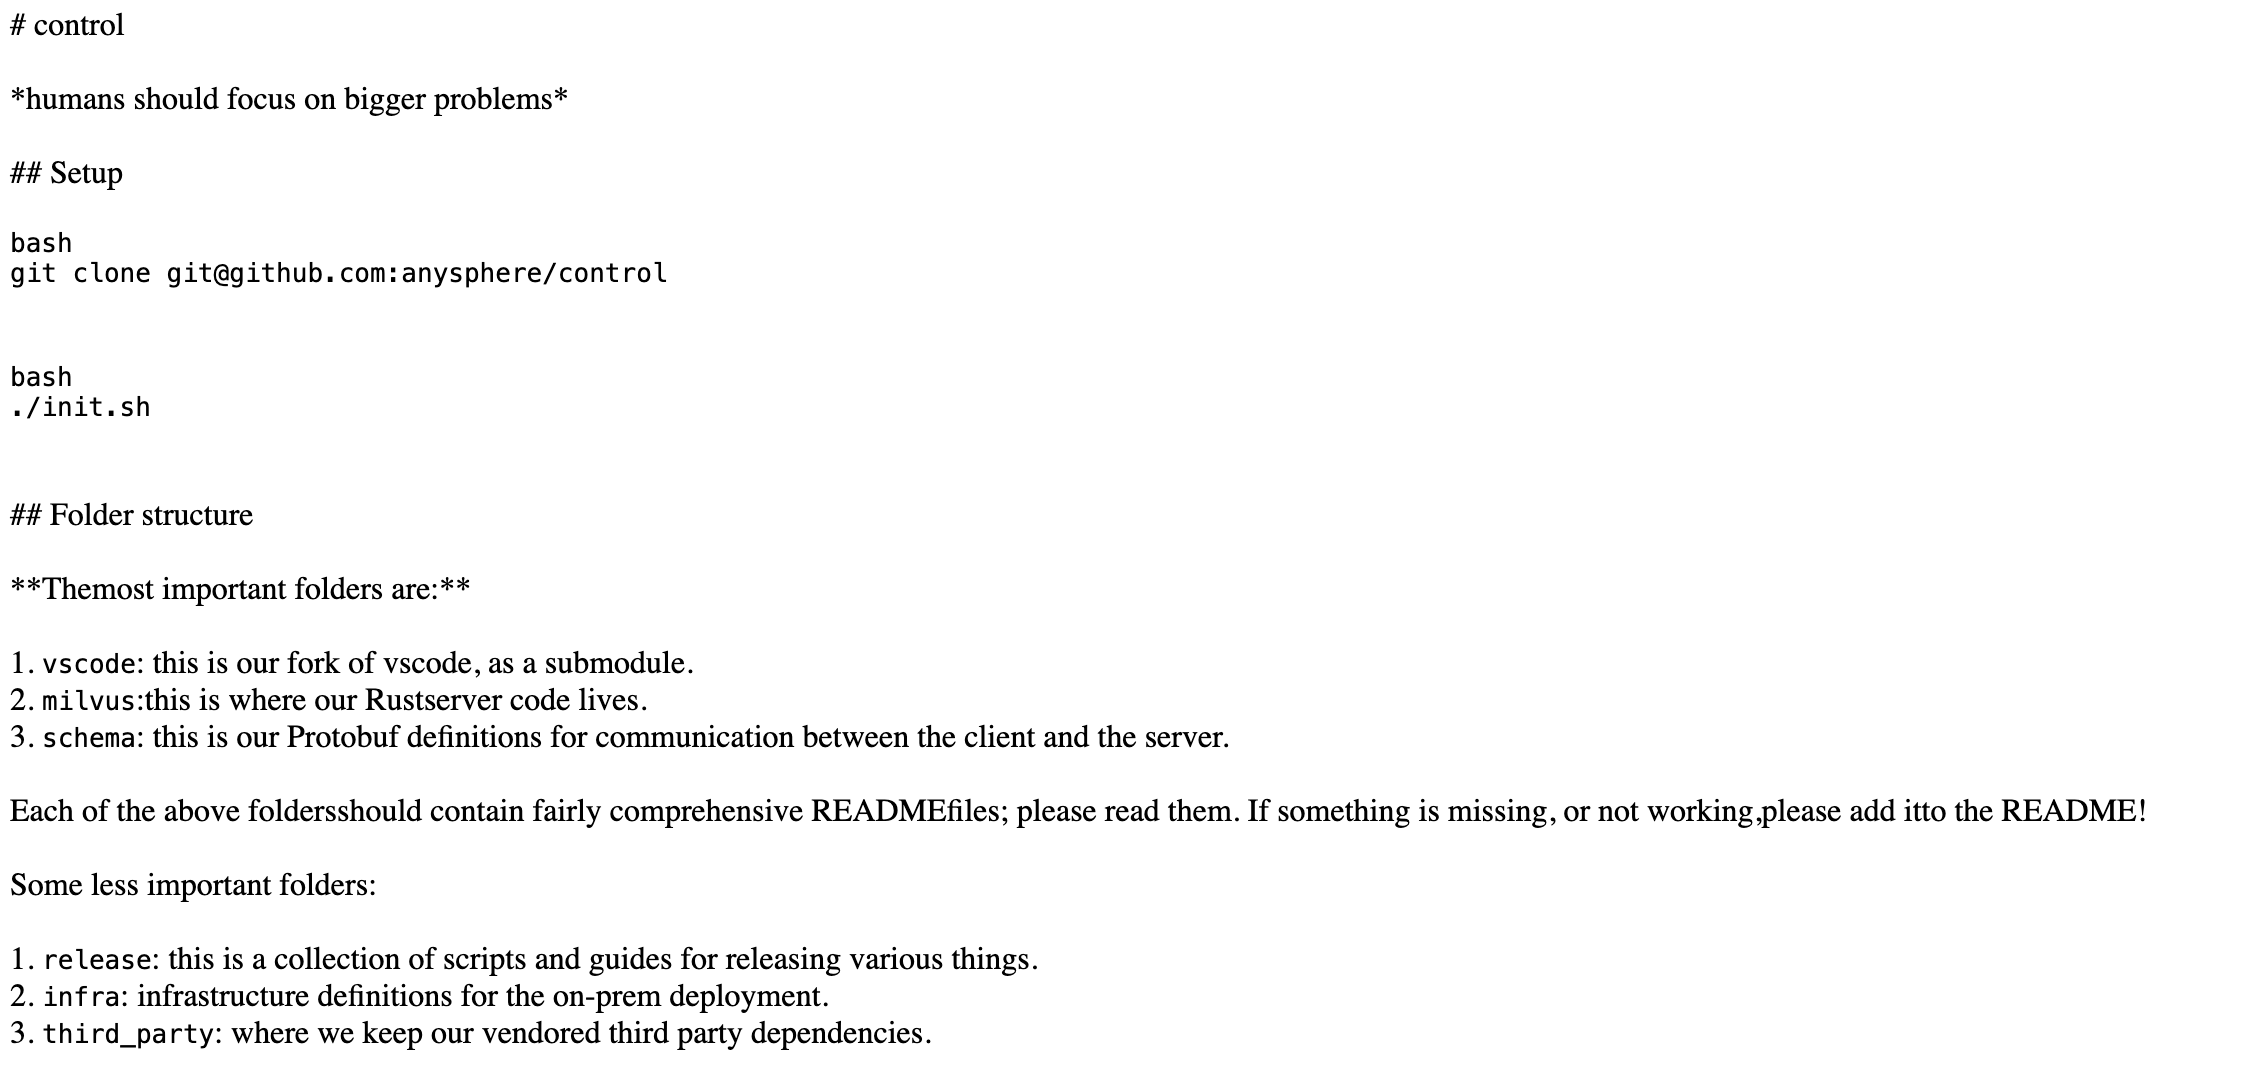 # control
*humans should focus on bigger problems*
## Setup
bash
git clone git@github.com:anysphere/control
bash
./init.sh
## Folder structure
**Themost important folders are:**
1. vscode: this is our fork of vscode, as a submodule.
2. milvus:this is where our Rustserver code lives.
3. schema: this is our Protobuf definitions for communication between the client and the server.
Each of the above foldersshould contain fairly comprehensive READMEfiles; please read them. If something is missing, or not working,please add itto the README!
Some less important folders:
1. release: this is a collection of scripts and guides for releasing various things.
2. infra: infrastructure definitions for the on-prem deployment.
3. third_party: where we keep our vendored third party dependencies.